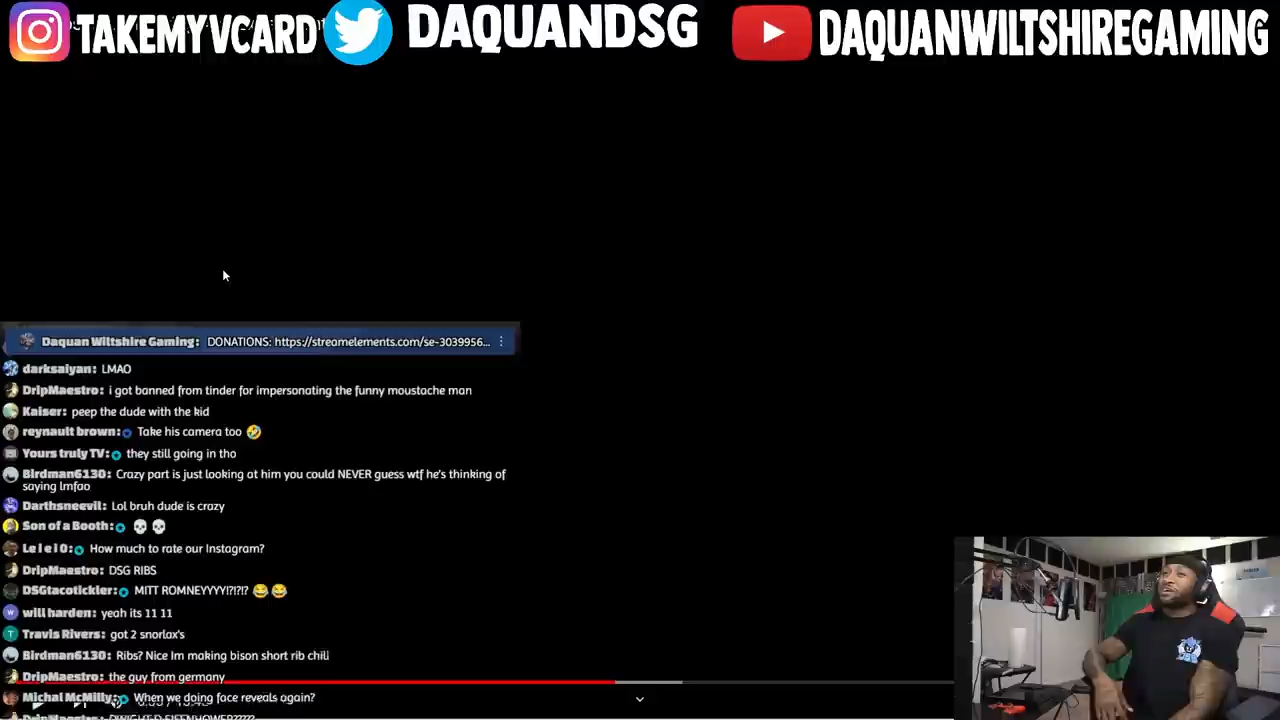 TAKEMYVCARD DAQUANDSG DAQUANWILTSHIREGAMING
Daquan Wiltshire Gaming: DONATIONS: https://streamelements.com/se-3039956...
darksaiyan: LMAO
DripMaestro: i got banned from tinder for impersonating the funny moustache man
Kaiser: peep the dude with the kid
reynault brown: Take his camera too 🤣
Yours truly TV: they still going in tho
Birdman6130: Crazy part is just looking at him you could NEVER guess wtf he's thinking of
saying lmfao
Darthsneevil: Lol bruh dude is crazy
Son of a Booth: 💀 💀
Le l e l 0: How much to rate our Instagram?
DripMaestro: DSG RIBS
DSGtacotickler: MITT ROMNEYYYY!?!?!? 😂 😂
W will harden: yeah its 11 11
T Travis Rivers: got 2 snorlax's
Birdman6130: Ribs? Nice Im making bison short rib chili
DripMaestro: the guy from germany
Michal McMilly: When we doing face reveals again?
DripMaestro: DWIGHT D EISENHOWER?????